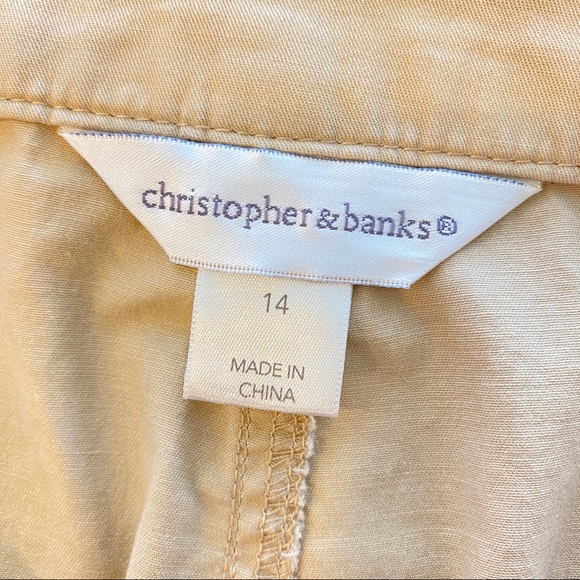 christopher & banks®
14
MADE IN
CHINA